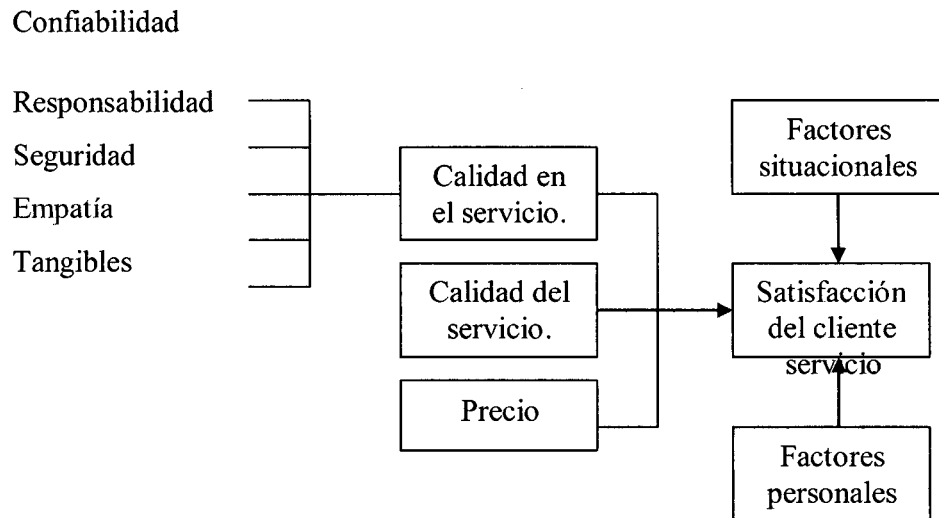 Confiabilidad
Responsabilidad
Seguridad
Empatía
Tangibles
Calidad en
el servicio.
Calidad del
servicio.
Precio
Factores
situacionales
Satisfacción
del cliente
servicio
Factores
personales